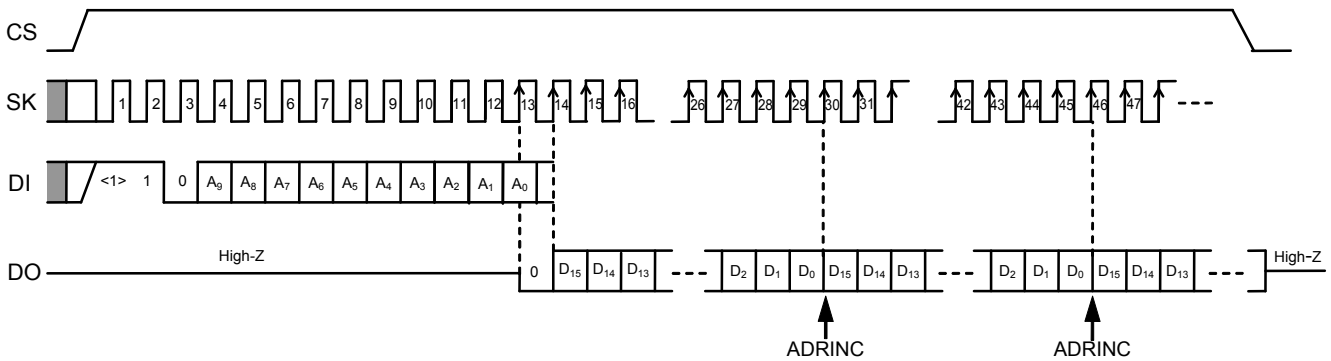 CS
SK 1 2 3 4 5 6 7 8 9 10 11 12 13 14 15 16 26 27 28 29 30 31 42 43 44 45 46 47
DI <1> 1 0 A9 A8 A7 A6 A5 A4 A3 A2 A1 A0
DO High-Z 0 D15 D14 D13 D2 D1 D0 D15 D14 D13 D2 D1 D0 D15 D14 D13 High-Z
ADRINC ADRINC